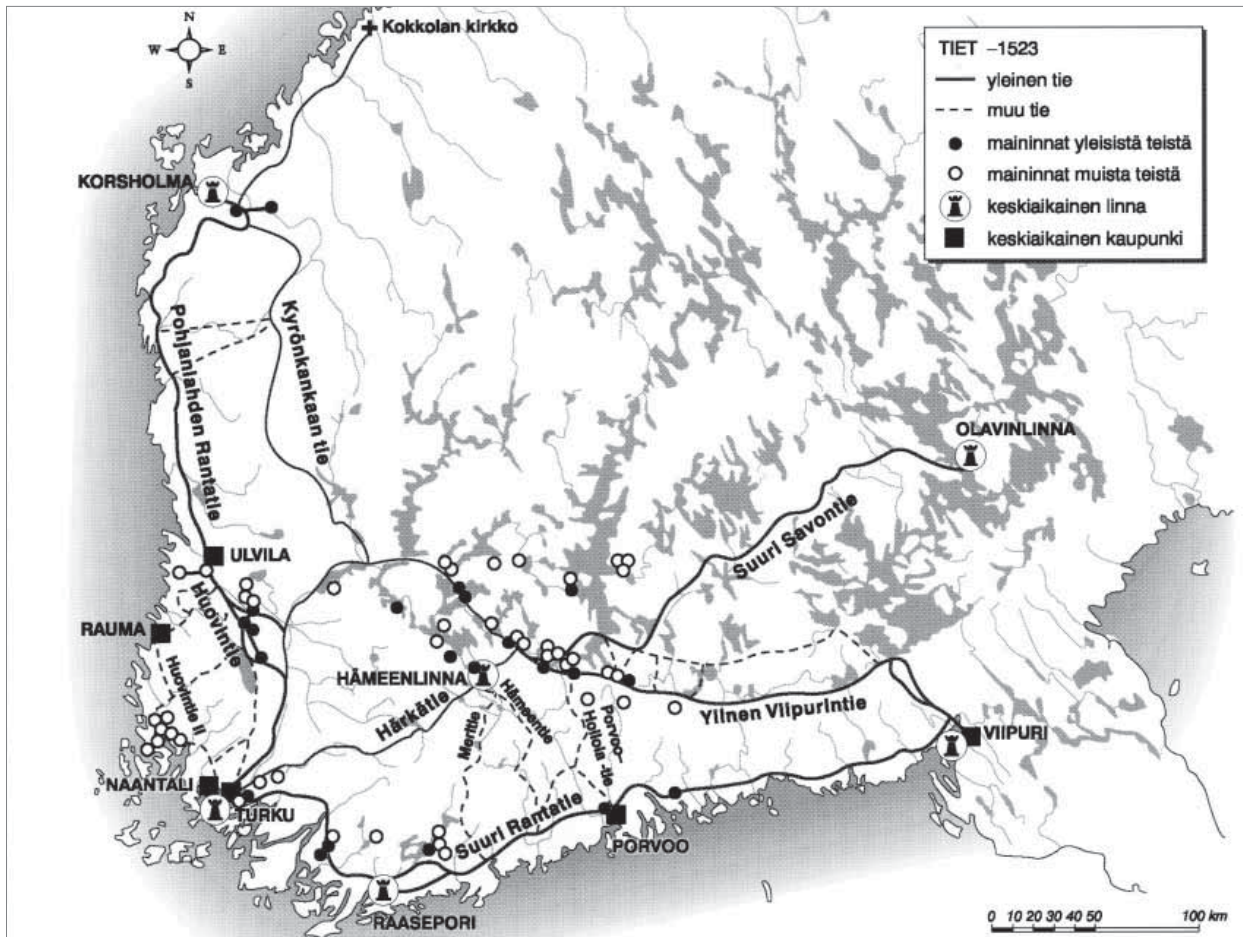 N
W E
S
Kokkolan kirkko
TIET –1523
yleinen tie
muu tie
maininnat yleisistä teistä
maininnat muista teistä
keskiaikainen linna
keskiaikainen kaupunki
KORSHOLMA
Pohjanlahden Rantatie
Kyrönkankaan tie
OLAVINLINNA
Suuri Savontie
ULVILA
Huovintie
RAUMA
Huovintie II
HÄMEENLINNA
Härkätie
Meritie
Hämeentie
Porvoo-
Hollola -tie
Ylinen Viipurintie
VIIPURI
NAANTALI
TURKU
Suuri Rantatie
PORVOO
RAASEPORI
0 10 20 30 40 50 100 km